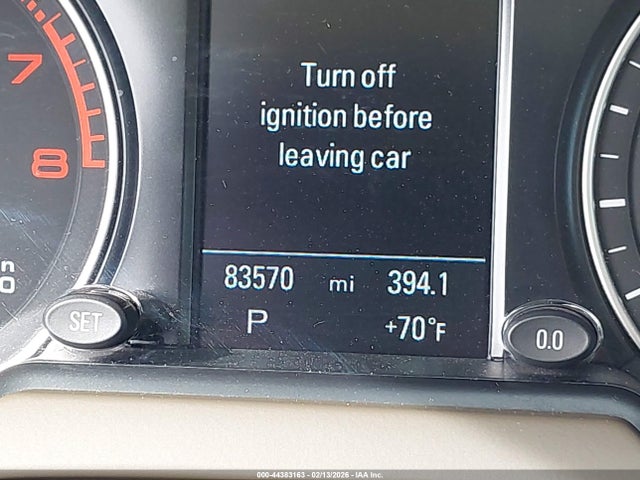 7
8
Turn off
ignition before
leaving car
83570 mi 394.1
P +70°F
SET
0.0
n
0
000-44383163 - 02/13/2026 - IAA Inc.